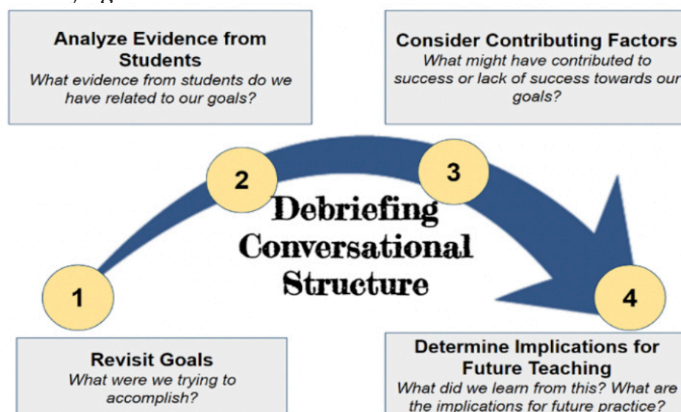 Analyze Evidence from
Students
What evidence from students do we
have related to our goals?
Consider Contributing Factors
What might have contributed to
success or lack of success towards our
goals?
2
3
Debriefing
Conversational
Structure
1
4
Revisit Goals
What were we trying to
accomplish?
Determine Implications for
Future Teaching
What did we learn from this? What are
the implications for future practice?